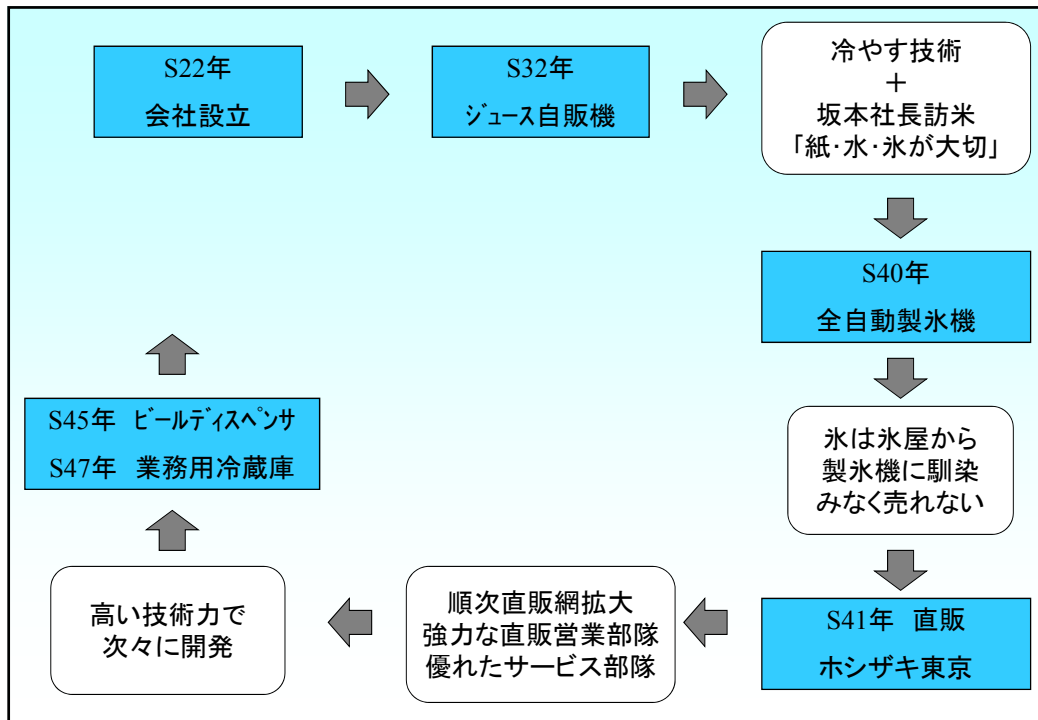 S22年
会社設立
S32年
ｼﾞｭｰｽ自販機
冷やす技術
＋
坂本社長訪米
｢紙･水･氷が大切｣
S40年
全自動製氷機
氷は氷屋から
製氷機に馴染
みなく売れない
S41年 直販
ホシザキ東京
順次直販網拡大
強力な直販営業部隊
優れたサービス部隊
高い技術力で
次々に開発
S45年 ﾋﾞｰﾙディｽﾍﾟﾝｻ
S47年 業務用冷蔵庫